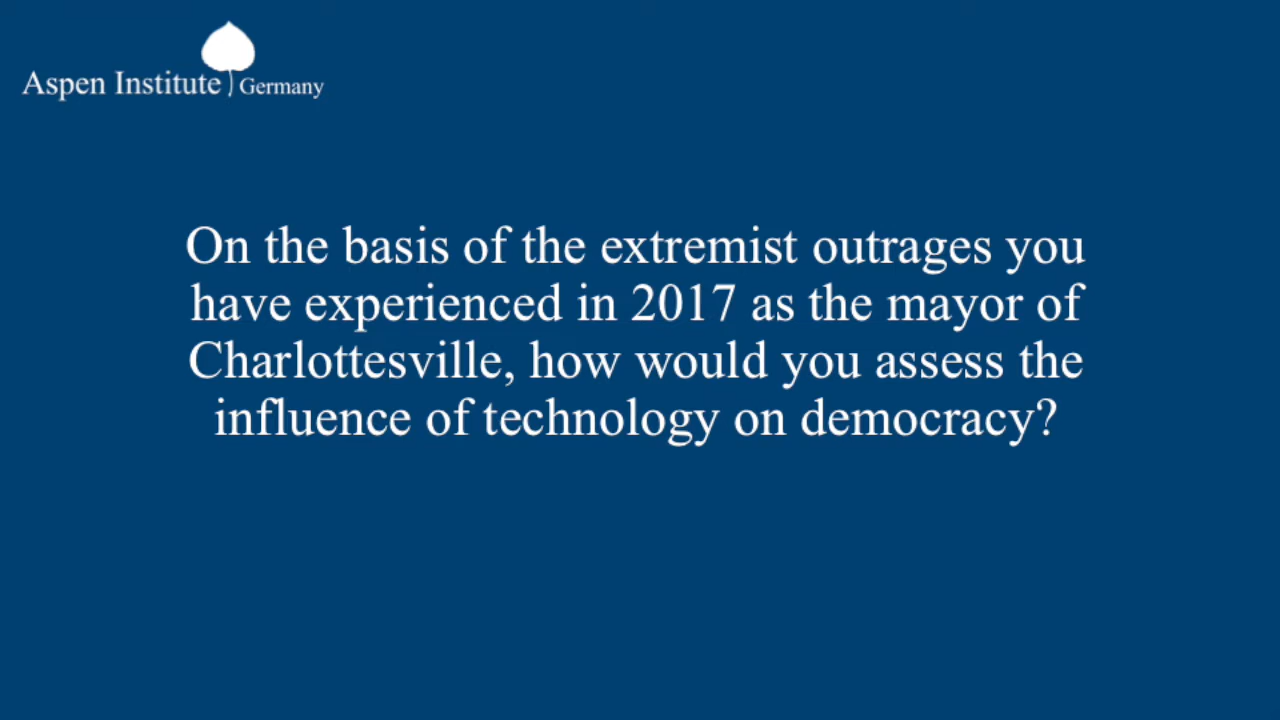 Aspen Institute Germany
On the basis of the extremist outrages you
have experienced in 2017 as the mayor of
Charlottesville, how would you assess the
influence of technology on democracy?